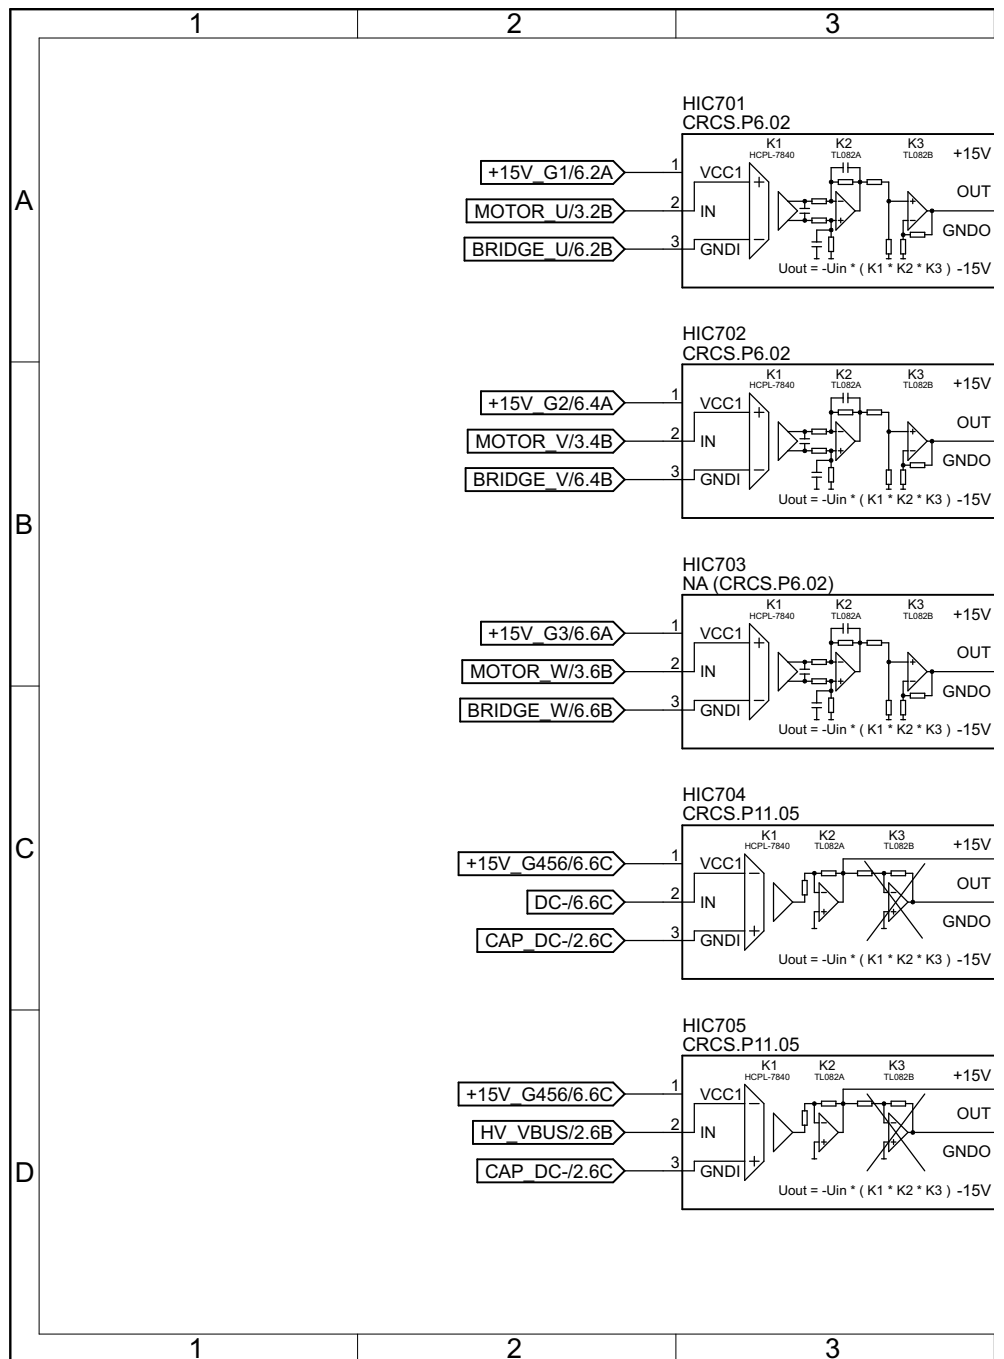 1 2 3
HIC701
CRCS.P6.02
K1 K2 K3 +15V
HCPL-7840 TL082A TL082B
+15V_G1/6.2A 1 VCC1 +
A
OUT
MOTOR_U/3.2B 2 IN
GNDO
BRIDGE_U/6.2B 3 GNDI −
Uout = -Uin * ( K1 * K2 * K3 ) -15V
HIC702
CRCS.P6.02
K1 K2 K3 +15V
HCPL-7840 TL082A TL082B
+15V_G2/6.4A 1 VCC1 +
OUT
MOTOR_V/3.4B 2 IN
GNDO
BRIDGE_V/6.4B 3 GNDI −
Uout = -Uin * ( K1 * K2 * K3 ) -15V
B
HIC703
NA (CRCS.P6.02)
K1 K2 K3 +15V
HCPL-7840 TL082A TL082B
+15V_G3/6.6A 1 VCC1 +
OUT
MOTOR_W/3.6B 2 IN
GNDO
BRIDGE_W/6.6B 3 GNDI −
Uout = -Uin * ( K1 * K2 * K3 ) -15V
HIC704
CRCS.P11.05
K1 K2 K3 +15V
HCPL-7840 TL082A TL082B
C
+15V_G456/6.6C 1 VCC1 −
OUT
DC-/6.6C 2 IN
GNDO
CAP_DC-/2.6C 3 GNDI +
Uout = -Uin * ( K1 * K2 * K3 ) -15V
HIC705
CRCS.P11.05
K1 K2 K3 +15V
HCPL-7840 TL082A TL082B
+15V_G456/6.6C 1 VCC1 −
OUT
HV_VBUS/2.6B 2 IN
GNDO
D
CAP_DC-/2.6C 3 GNDI +
Uout = -Uin * ( K1 * K2 * K3 ) -15V
1 2 3